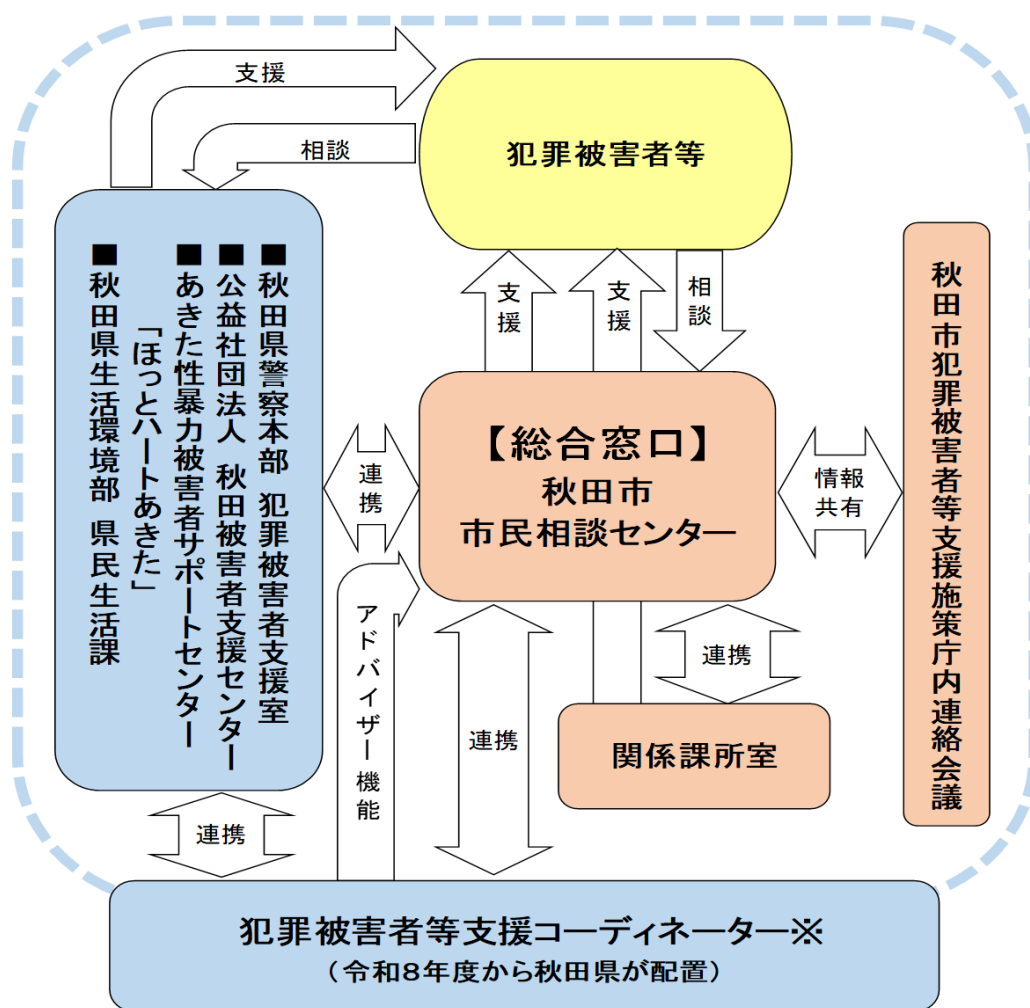 支援
相談
犯罪被害者等
■秋田県警察本部 犯罪被害者支援室
■公益社団法人 秋田被害者支援センター
■あきた性暴力被害者サポートセンター
「ほっとハートあきた」
■秋田県生活環境部 県民生活課
支援
支援
相談
【総合窓口】
秋田市
市民相談センター
連携
情報
共有
秋田市犯罪被害者等支援施策庁内連絡会議
アドバイザー機能
連携
連携
関係課所室
連携
犯罪被害者等支援コーディネーター※
（令和8年度から秋田県が配置）